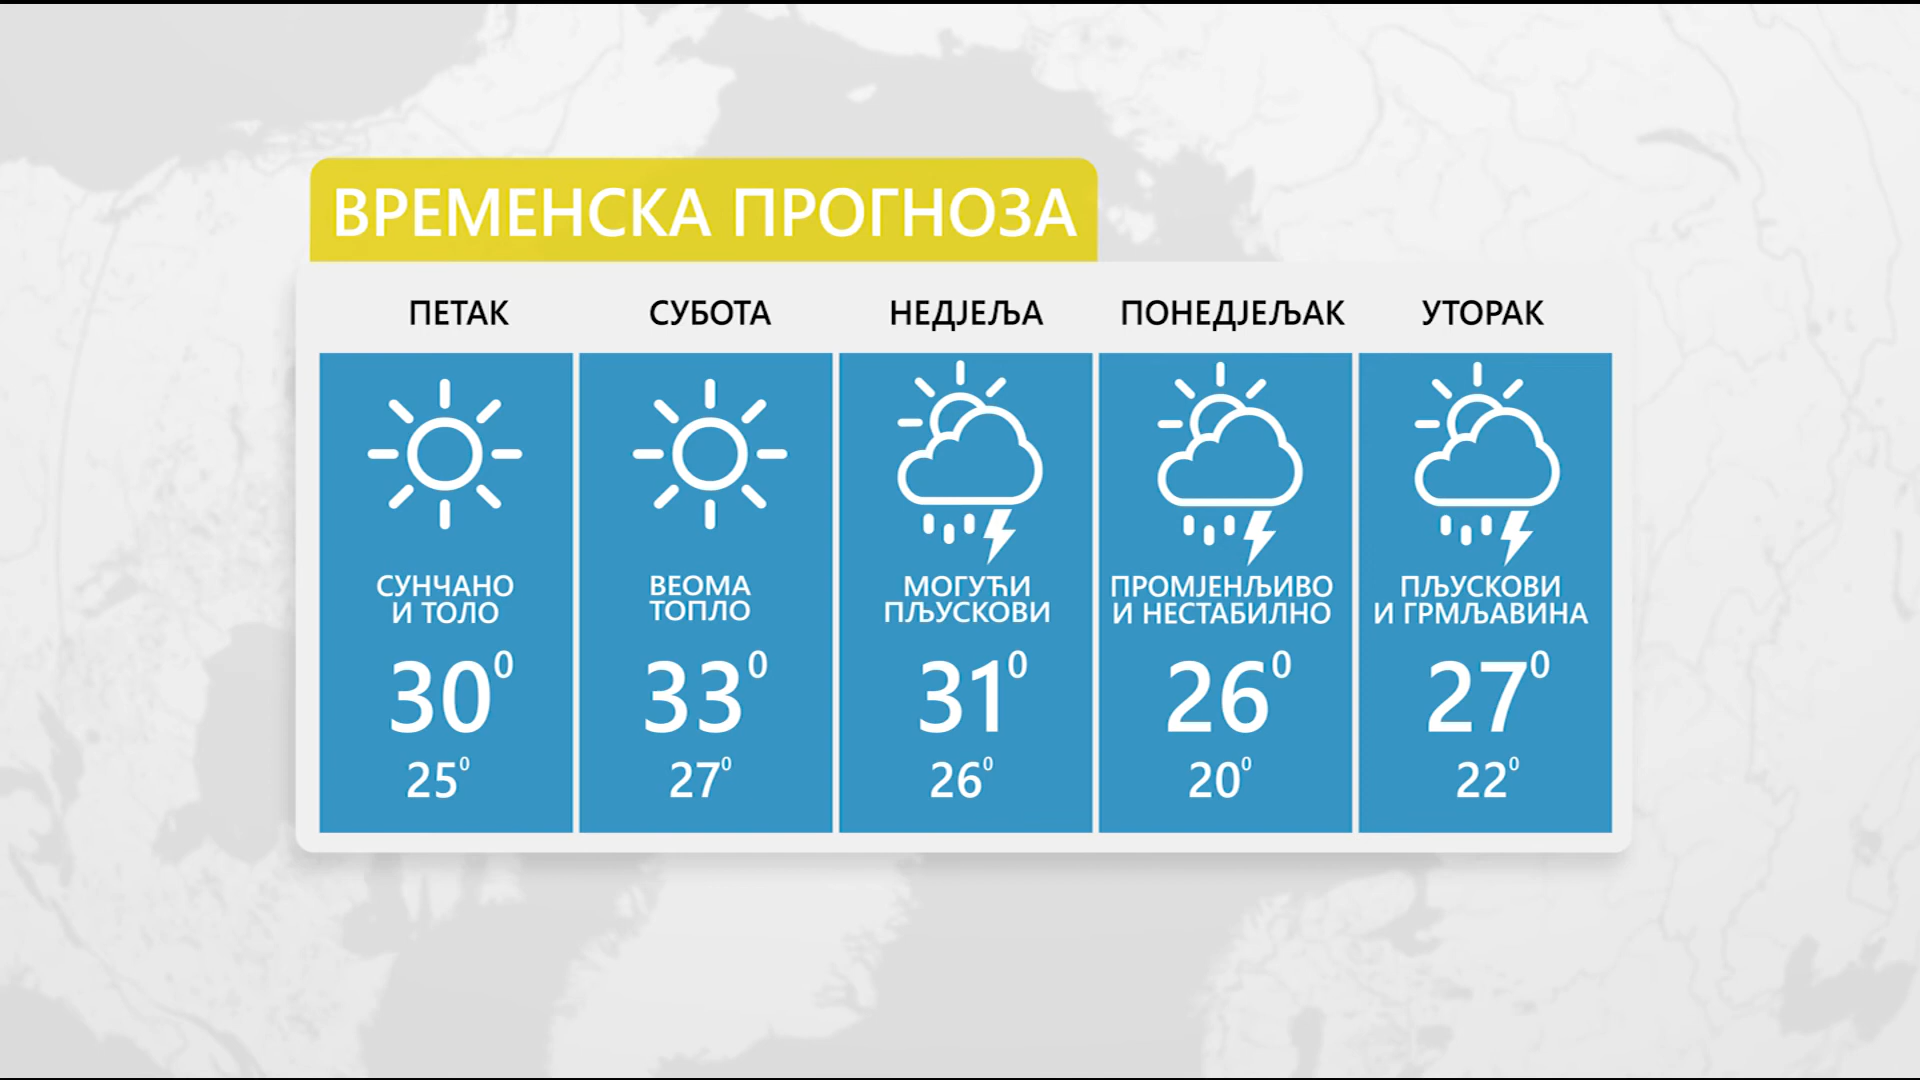 ВРЕМЕНСКА ПРОГНОЗА
ПЕТАК
СУНЧАНО
И ТОЛО
30⁰
25⁰
СУБОТА
ВЕОМА
ТОПЛО
33⁰
27⁰
НЕДЈЕЉА
МОГУЋИ
ПЉУСКОВИ
31⁰
26⁰
ПОНЕДЈЕЉАК
ПРОМЈЕНЉИВО
И НЕСТАБИЛНО
26⁰
20⁰
УТОРАК
ПЉУСКОВИ
И ГРМЉАВИНА
27⁰
22⁰